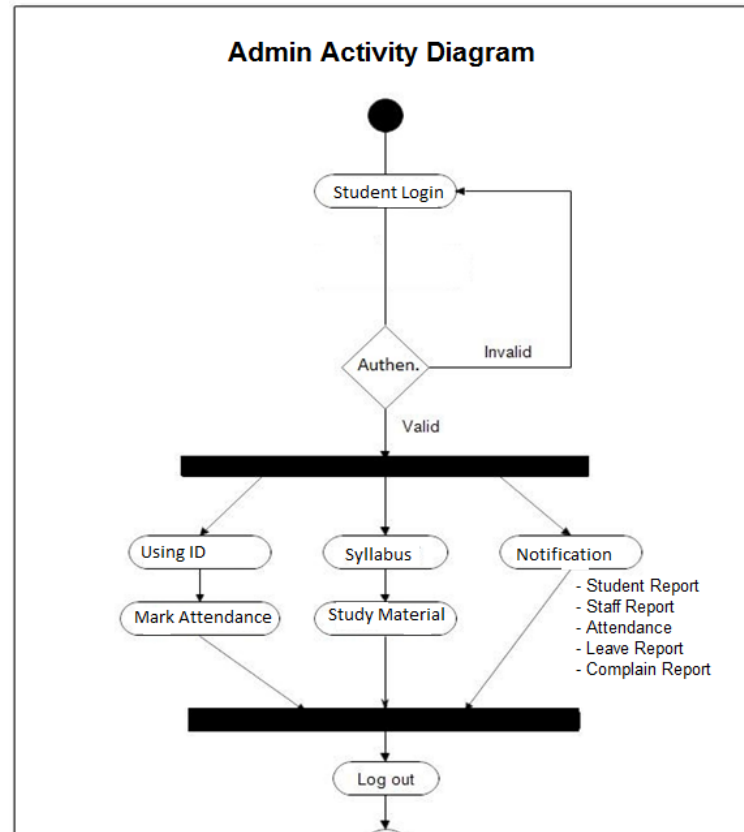 Admin Activity Diagram
Student Login
Invalid
Authen.
Valid
Using ID
Syllabus
Notification
- Student Report
- Staff Report
- Attendance
- Leave Report
- Complain Report
Mark Attendance
Study Material
Log out